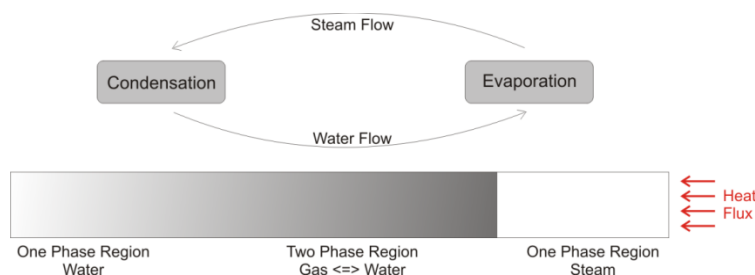 Steam Flow
Condensation
Evaporation
Water Flow
Heat
Flux
One Phase Region
Water
Two Phase Region
Gas <=> Water
One Phase Region
Steam